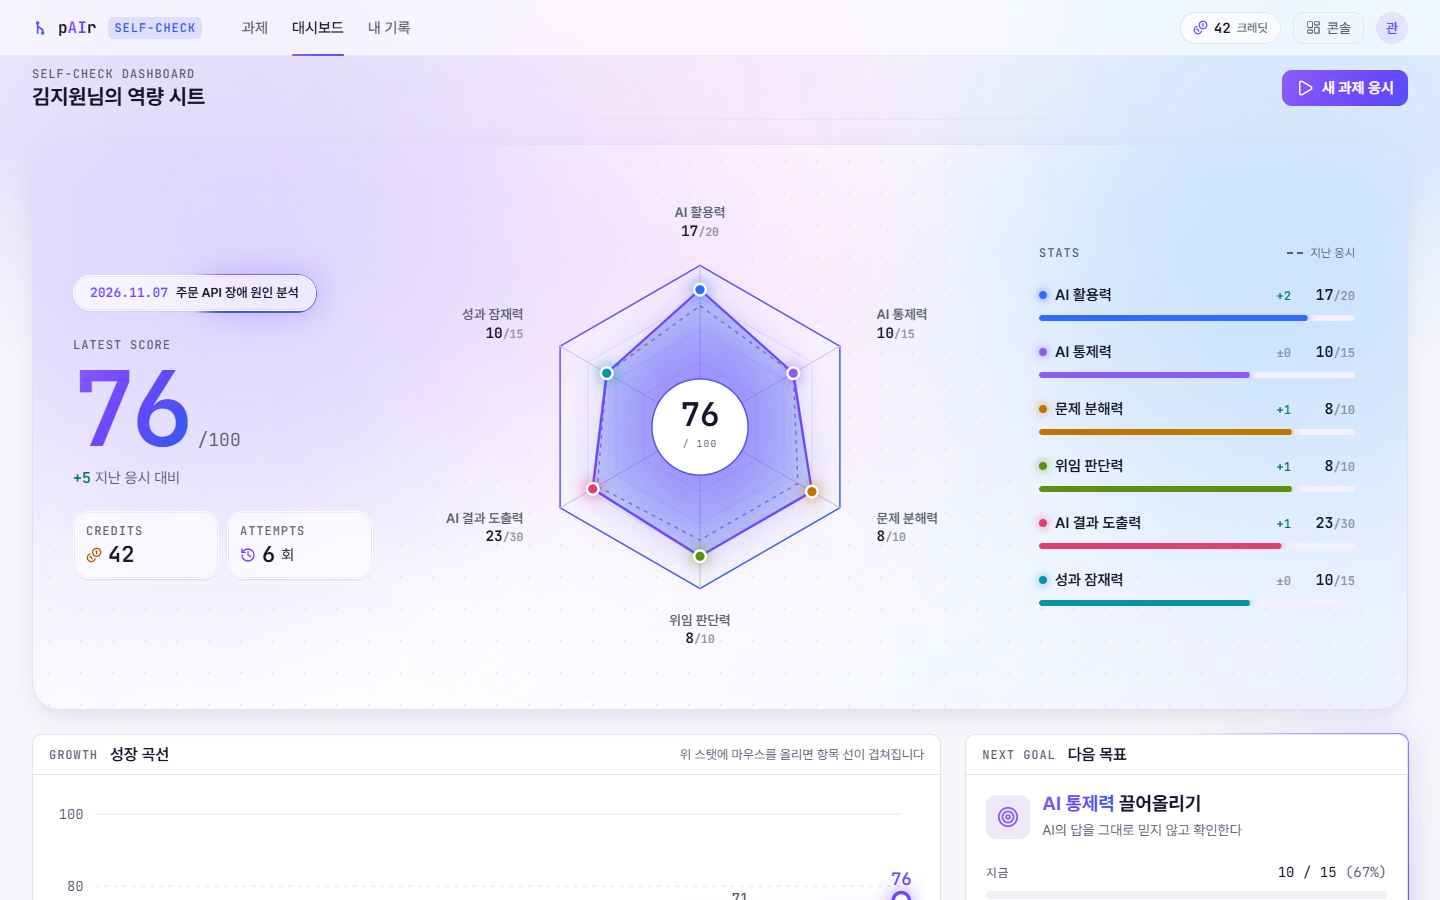 pAIr SELF-CHECK 과제 대시보드 내 기록 42 크레딧 콘솔 관
SELF-CHECK DASHBOARD
김지원님의 역량 시트
새 과제 응시
2026.11.07 주문 API 장애 원인 분석
LATEST SCORE
76 /100
+5 지난 응시 대비
CREDITS
42
ATTEMPTS
6 회
AI 활용력
17/20
성과 잠재력
10/15
AI 통제력
10/15
76
/ 100
AI 결과 도출력
23/30
문제 분해력
8/10
위임 판단력
8/10
STATS 지난 응시
AI 활용력 +2 17/20
AI 통제력 ±0 10/15
문제 분해력 +1 8/10
위임 판단력 +1 8/10
AI 결과 도출력 +1 23/30
성과 잠재력 ±0 10/15
GROWTH 성장 곡선 위 스탯에 마우스를 올리면 항목 선이 겹쳐집니다
100
80
71
76
NEXT GOAL 다음 목표
AI 통제력 끌어올리기
AI의 답을 그대로 믿지 않고 확인한다
지금 10 / 15 (67%)